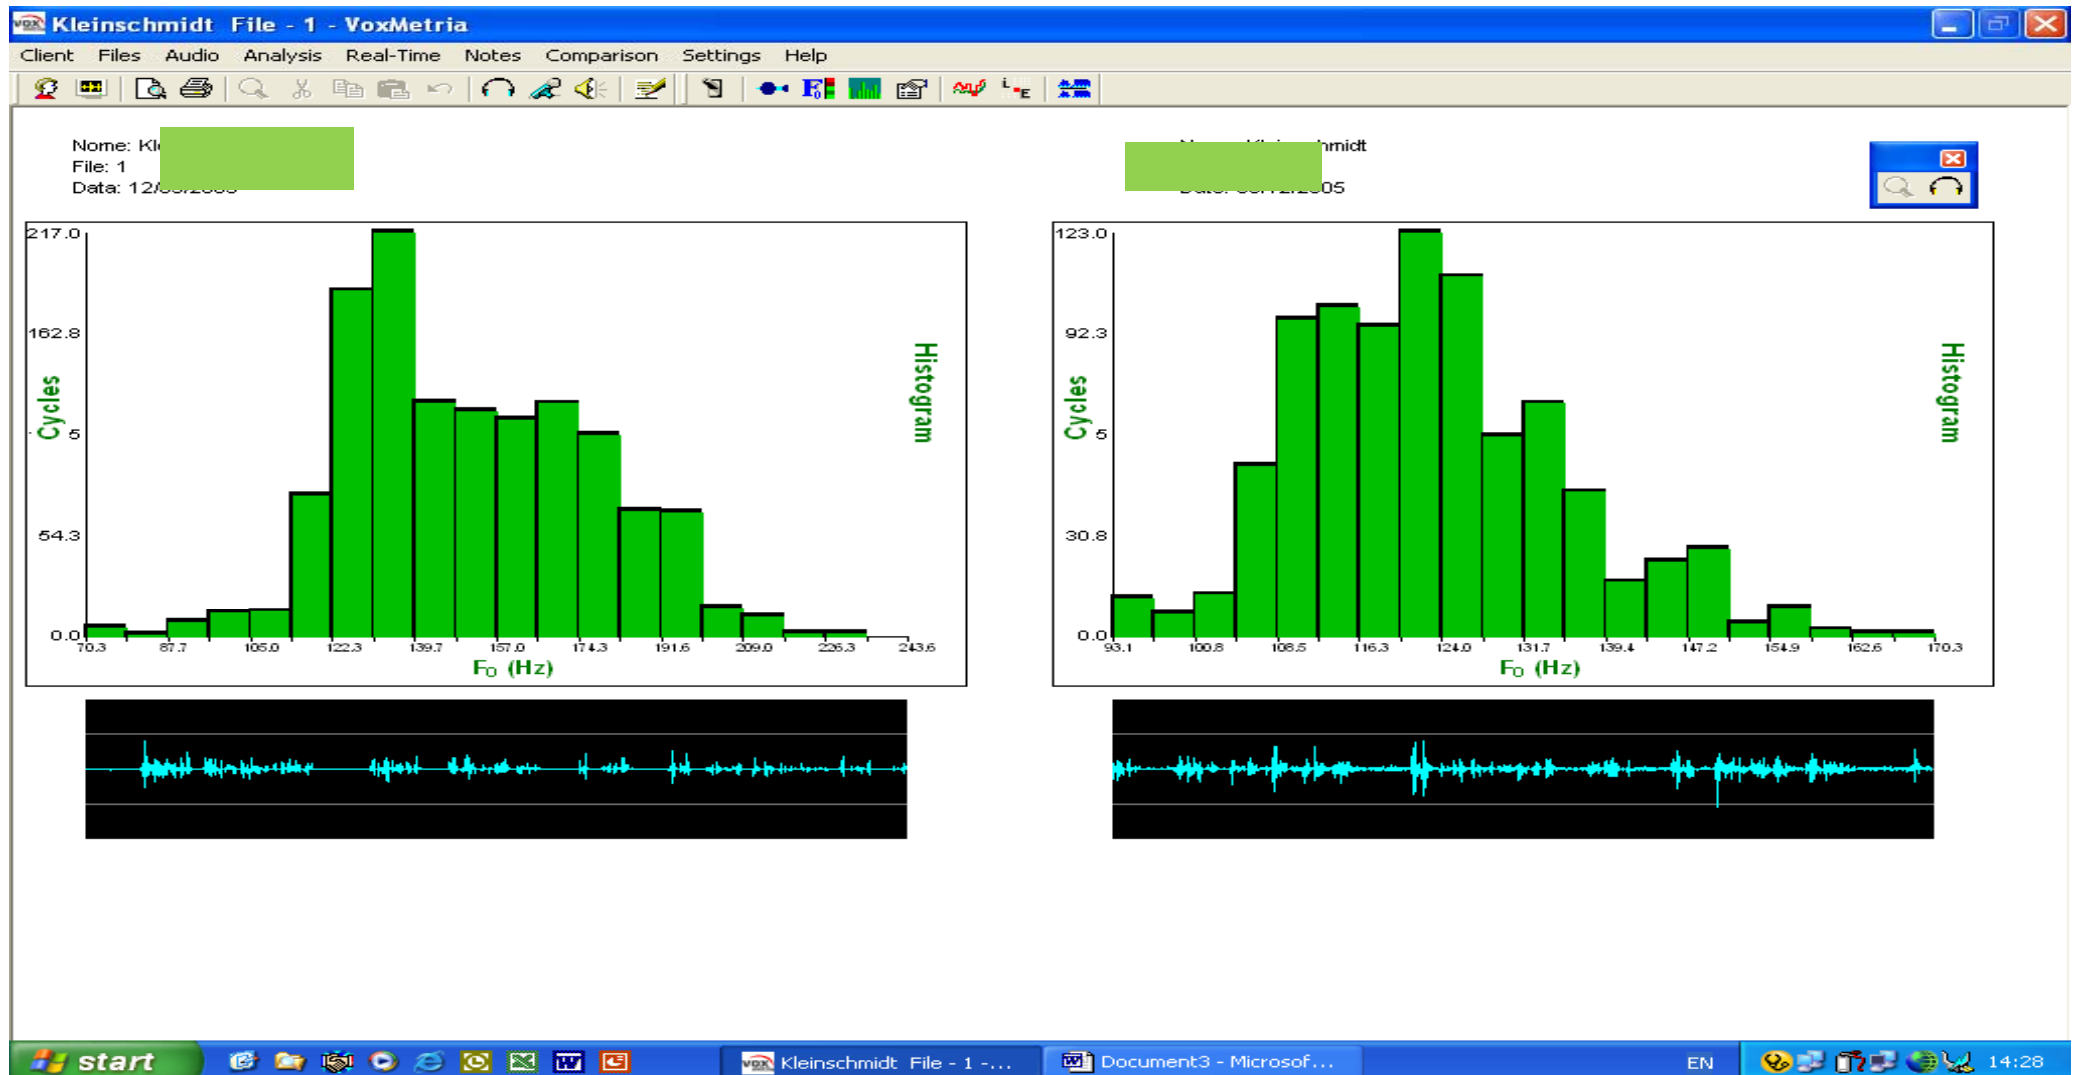 Kleinschmidt File - 1 - VoxMetria
Client Files Audio Analysis Real-Time Notes Comparison Settings Help
Nome:
File: 1
Data:
217.0
162.8
5
54.3
0.0
Cycles
Histogram
70.3 87.7 105.0 122.3 139.7 157.0 174.3 191.6 209.0 226.3 243.6
F0 (Hz)
123.0
92.3
5
30.8
0.0
Cycles
Histogram
93.1 100.8 108.5 116.3 124.0 131.7 139.4 147.2 154.9 162.6 170.3
F0 (Hz)
start
Kleinschmidt File - 1 -...
Document3 - Microsof...
EN
14:28